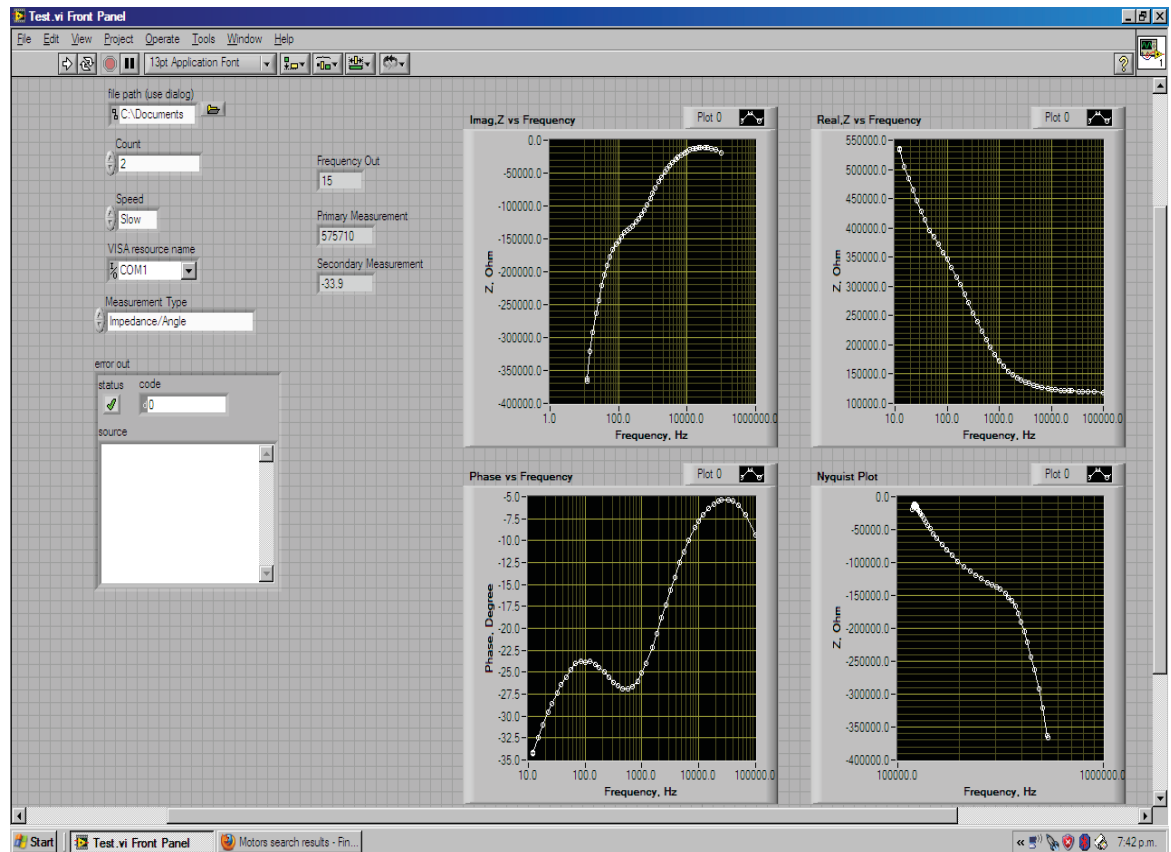 Test.vi Front Panel
File Edit View Project Operate Tools Window Help
13pt Application Font
1
file path (use dialog)
C:\Documents
Count
2
Speed
Slow
VISA resource name
COM1
Measurement Type
Impedance/Angle
error out
status code
0
source
Frequency Out
15
Primary Measurement
575710
Secondary Measurement
-33.9
Imag,Z vs Frequency
Plot 0
0.0
-50000.0
-100000.0
-150000.0
-200000.0
-250000.0
-300000.0
-350000.0
-400000.0
Z, Ohm
1.0 100.0 10000.0 1000000.0
Frequency, Hz
Real,Z vs Frequency
Plot 0
550000.0
500000.0
450000.0
400000.0
350000.0
300000.0
250000.0
200000.0
150000.0
100000.0
Z, Ohm
10.0 100.0 1000.0 10000.0 100000.0
Frequency, Hz
Phase vs Frequency
Plot 0
-5.0
-7.5
-10.0
-12.5
-15.0
-17.5
-20.0
-22.5
-25.0
-27.5
-30.0
-32.5
-35.0
Phase, Degree
10.0 100.0 1000.0 10000.0 100000.0
Frequency, Hz
Nyquist Plot
Plot 0
0.0
-50000.0
-100000.0
-150000.0
-200000.0
-250000.0
-300000.0
-350000.0
-400000.0
Z, Ohm
100000.0 1000000.0
Frequency, Hz
Start
Test.vi Front Panel
Motors search results - Fin...
7:42 p.m.